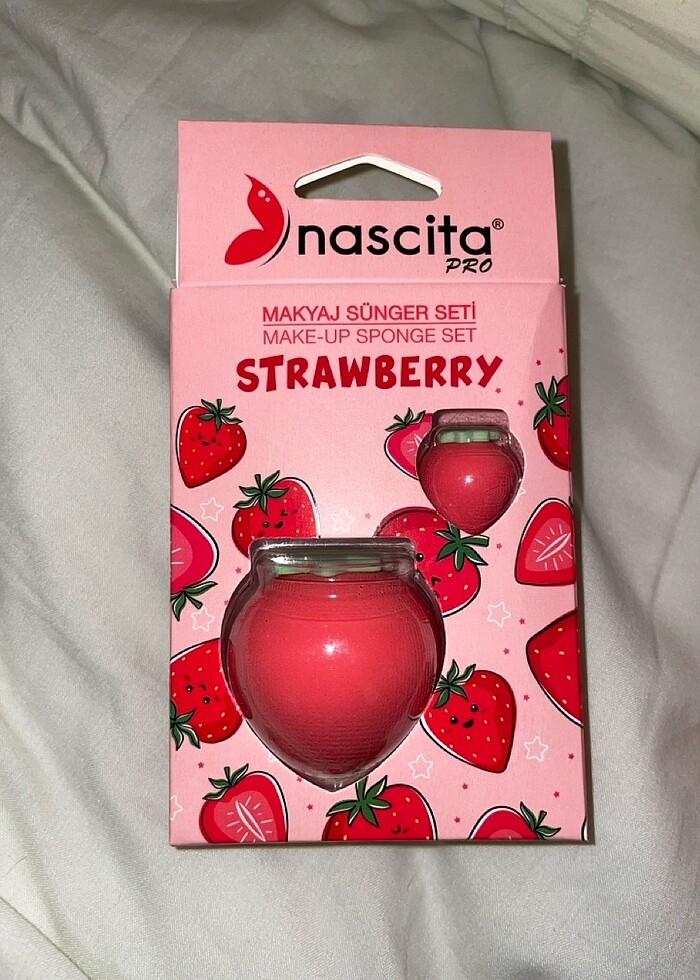 nascita®
PRO
MAKYAJ SÜNGER SETİ
MAKE-UP SPONGE SET
STRAWBERRY